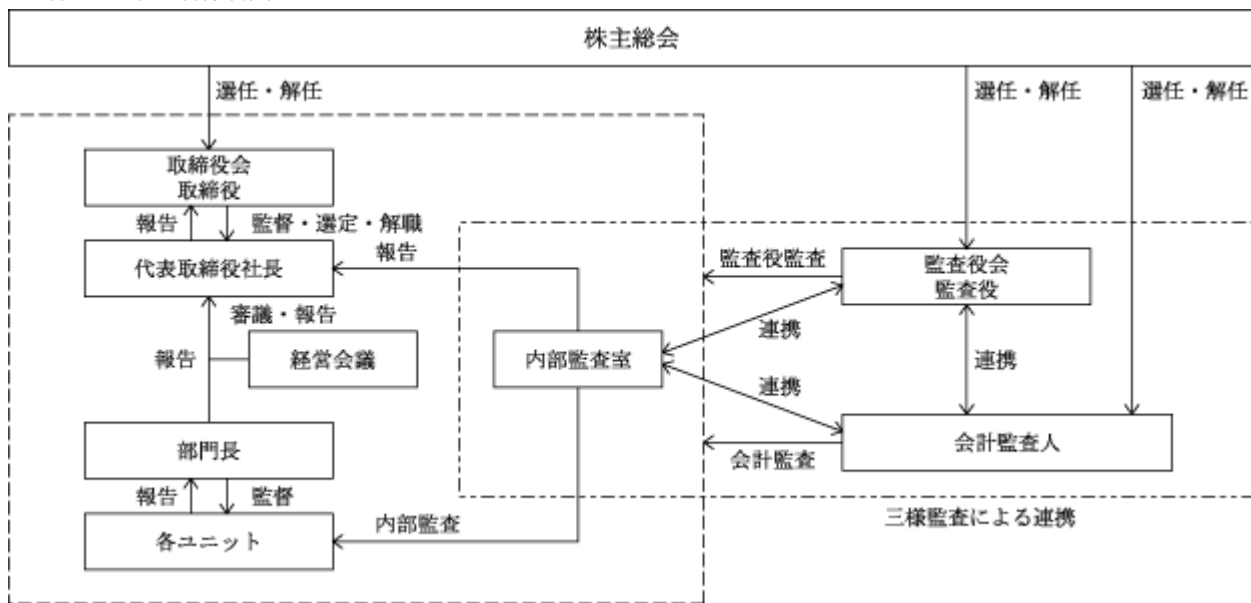 株主総会
選任・解任
選任・解任
選任・解任
取締役会
取締役
報告
監督・選定・解職
報告
代表取締役社長
監査役監査
監査役会
監査役
審議・報告
連携
報告
経営会議
内部監査室
連携
連携
部門長
会計監査人
会計監査
報告
監督
三様監査による連携
内部監査
各ユニット